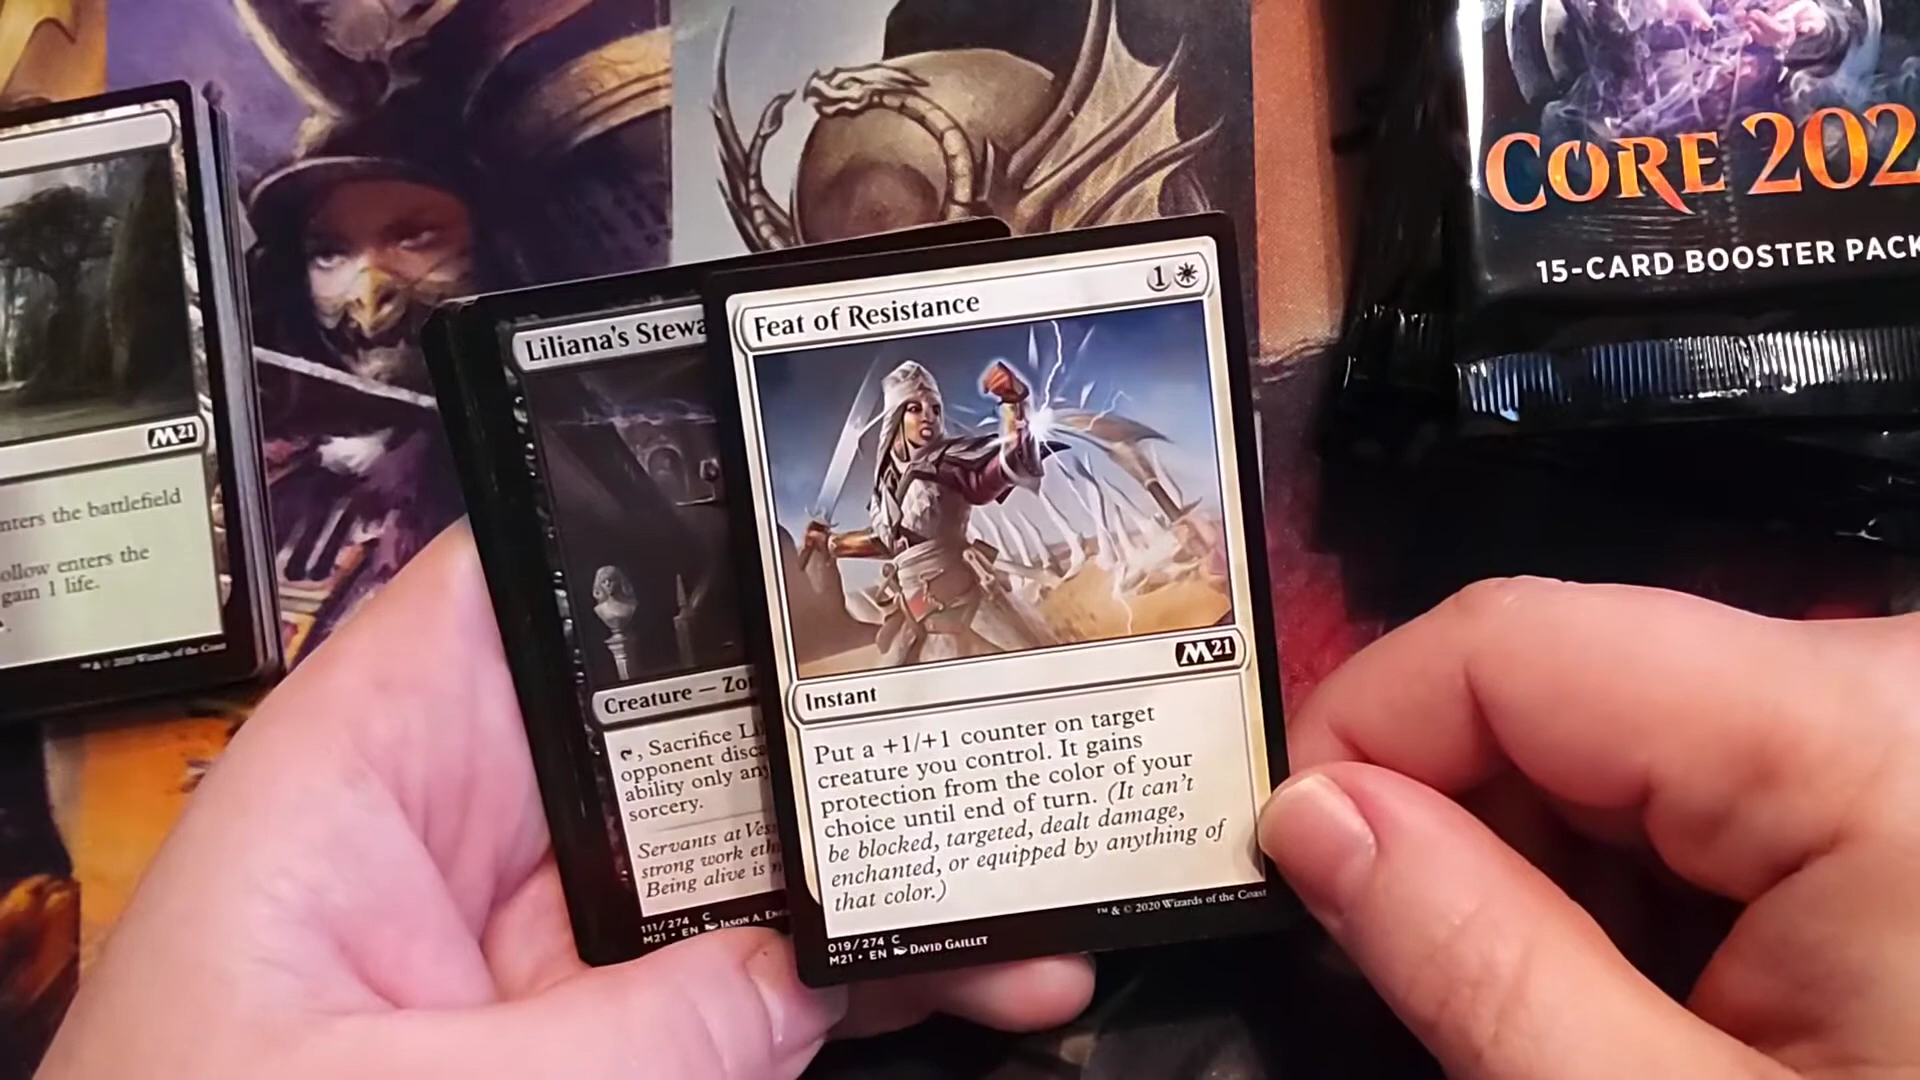 M21
nters the battlefield
ollow enters the
gain 1 life.
™ & © 2020 Wizards of the Coast
Liliana's Stewa
Creature — Zo
, Sacrifice Li
opponent disc
ability only any
sorcery.
Servants at Ves
strong work eth
Being alive is n
111/274 C
M21 • EN JASON A. EN
Feat of Resistance
1
M21
Instant
Put a +1/+1 counter on target
creature you control. It gains
protection from the color of your
choice until end of turn. (It can't
be blocked, targeted, dealt damage,
enchanted, or equipped by anything of
that color.)
019/274 C
M21 • EN DAVID GAILLET
™ & © 2020 Wizards of the Coast
CORE 202
15-CARD BOOSTER PACK